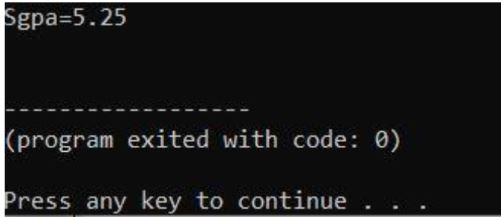 Sgpa=5.25
------------------
(program exited with code: 0)
Press any key to continue . . .